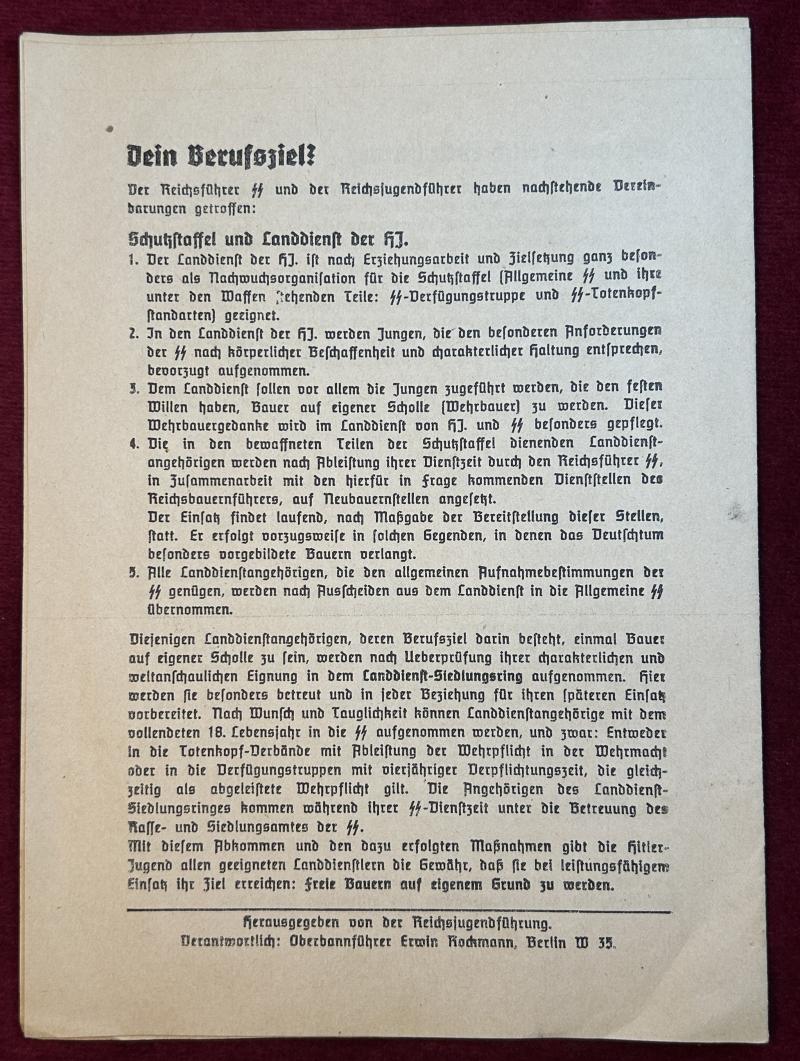 Dein Berufsziel?
Der Reichsführer SS und der Reichsjugendführer haben nachstehende Verein-
barungen getroffen:
Schutzstaffel und Landdienst der HJ.
1. Der Landdienst der HJ. ist nach Erziehungsarbeit und Zielsetzung ganz beson-
ders als Nachwuchsorganisation für die Schutzstaffel (Allgemeine SS und ihre
unter den Waffen stehenden Teile: SS-Verfügungstruppe und SS-Totenkopf-
standarten) geeignet.
2. In den Landdienst der HJ. werden Jungen, die den besonderen Anforderungen
der SS nach körperlicher Beschaffenheit und charakterlicher Haltung entsprechen,
bevorzugt aufgenommen.
3. Dem Landdienst sollen vor allem die Jungen zugeführt werden, die den festen
Willen haben, Bauer auf eigener Scholle (Wehrbauer) zu werden. Dieser
Wehrbauergedanke wird im Landdienst von HJ. und SS besonders gepflegt.
4. Die in den bewaffneten Teilen der Schutzstaffel dienenden Landdienst-
angehörigen werden nach Ableistung ihrer Dienstzeit durch den Reichsführer SS,
in Zusammenarbeit mit den hierfür in Frage kommenden Dienststellen des
Reichsbauernführers, auf Neubauernstellen angesetzt.
Der Einsatz findet laufend, nach Maßgabe der Bereitstellung dieser Stellen,
statt. Er erfolgt vorzugsweise in solchen Gegenden, in denen das Deutschtum
besonders vorgebildete Bauern verlangt.
5. Alle Landdienstangehörigen, die den allgemeinen Aufnahmebestimmungen der
SS genügen, werden nach Ausscheiden aus dem Landdienst in die Allgemeine SS
übernommen.
Diejenigen Landdienstangehörigen, deren Berufsziel darin besteht, einmal Bauer
auf eigener Scholle zu sein, werden nach Ueberprüfung ihrer charakterlichen und
weltanschaulichen Eignung in dem Landdienst-Siedlungsring aufgenommen. Hier
werden sie besonders betreut und in jeder Beziehung für ihren späteren Einsatz
vorbereitet. Nach Wunsch und Tauglichkeit können Landdienstangehörige mit dem
vollendeten 18. Lebensjahr in die SS aufgenommen werden, und zwar: Entweder
in die Totenkopf-Verbände mit Ableistung der Wehrpflicht in der Wehrmacht
oder in die Verfügungstruppen mit vierjähriger Verpflichtungszeit, die gleich-
zeitig als abgeleistete Wehrpflicht gilt. Die Angehörigen des Landdienst-
Siedlungsringes kommen während ihrer SS-Dienstzeit unter die Betreuung des
Rasse- und Siedlungsamtes der SS.
Mit diesem Abkommen und den dazu erfolgten Maßnahmen gibt die Hitler-
Jugend allen geeigneten Landdienstlern die Gewähr, daß sie bei leistungsfähigem
Einsatz ihr Ziel erreichen: Freie Bauern auf eigenem Grund zu werden.
Herausgegeben von der Reichsjugendführung.
Verantwortlich: Oberbannführer Erwin Rockmann, Berlin W 35.